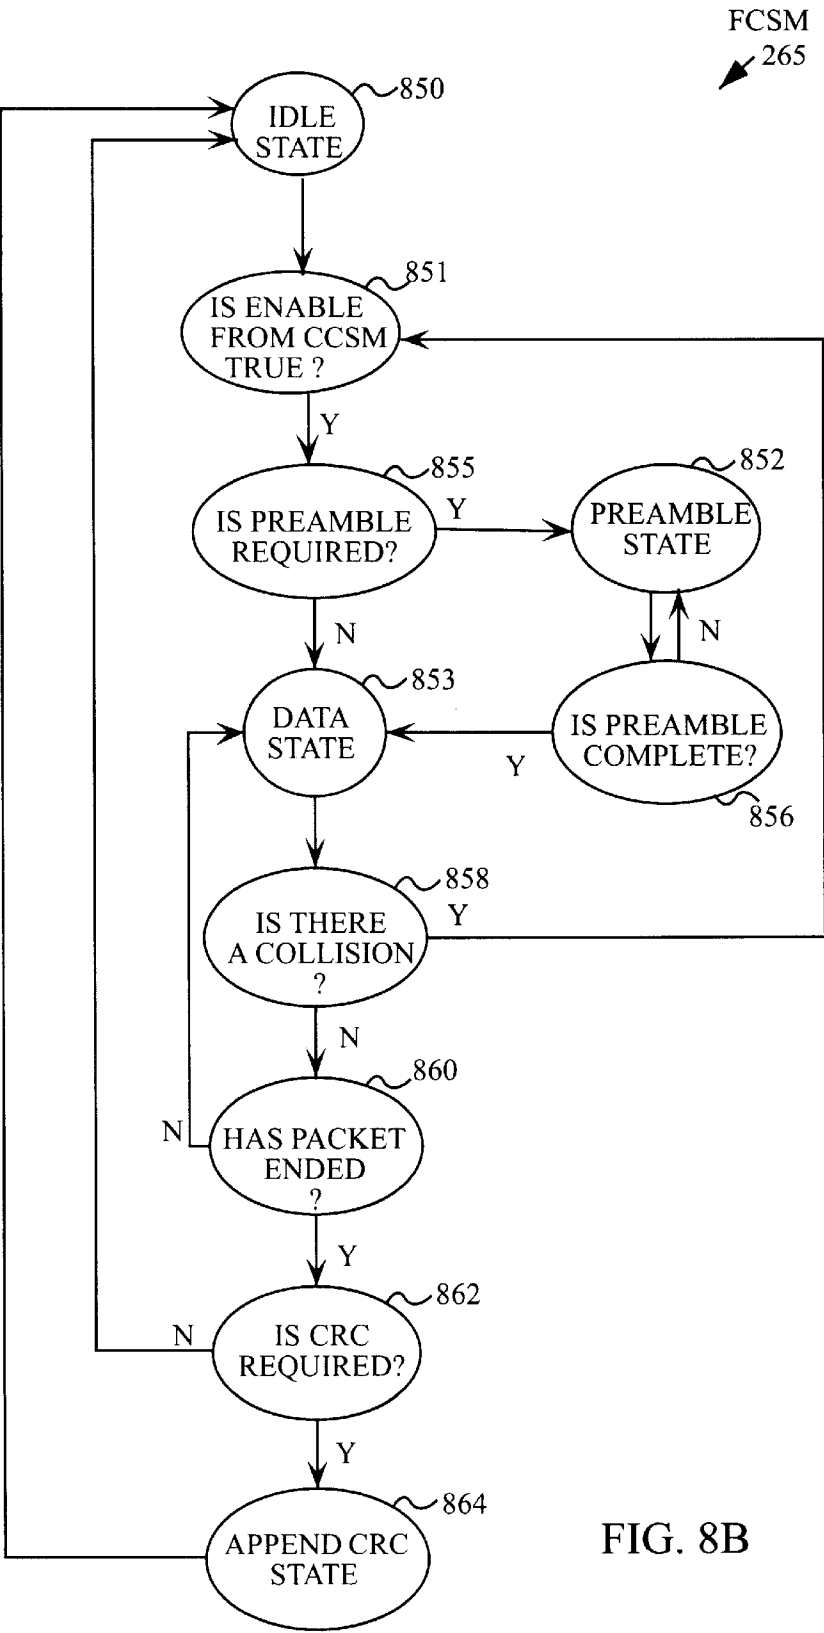 FCSM
265
850
IDLE
STATE
851
IS ENABLE
FROM CCSM
TRUE ?
Y
855
IS PREAMBLE
REQUIRED?
Y
852
PREAMBLE
STATE
N
N
853
DATA
STATE
IS PREAMBLE
COMPLETE?
Y
856
858
IS THERE
A COLLISION
?
Y
N
860
HAS PACKET
ENDED
?
N
Y
862
IS CRC
REQUIRED?
N
Y
864
APPEND CRC
STATE
FIG. 8B